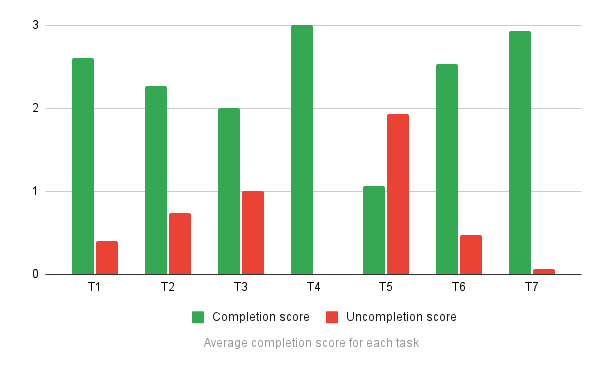 3
2
1
0
T1 T2 T3 T4 T5 T6 T7
Completion score Uncompletion score
Average completion score for each task